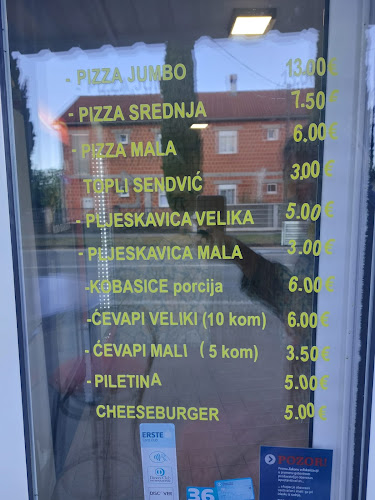 - PIZZA JUMBO 13.00€
- PIZZA SREDNJA 7.50€
- PIZZA MALA 6.00€
TOPLI SENDVIĆ 3.00€
- PLJESKAVICA VELIKA 5.00€
- PLJESKAVICA MALA 3.00€
-KOBASICE porcija 6.00€
-ĆEVAPI VELIKI (10 kom) 6.00€
- ĆEVAPI MALI ( 5 kom) 3.50€
- PILETINA 5.00€
CHEESEBURGER 5.00€
ERSTE
POZOR!
36